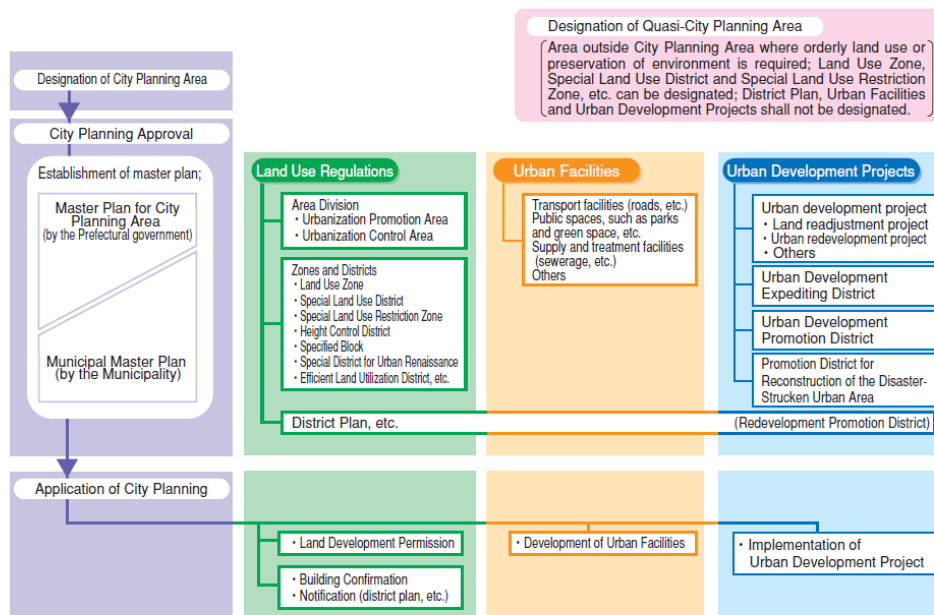 Designation of Quasi-City Planning Area
Area outside City Planning Area where orderly land use or
preservation of environment is required; Land Use Zone,
Special Land Use District and Special Land Use Restriction
Zone, etc. can be designated; District Plan, Urban Facilities
and Urban Development Projects shall not be designated.
Designation of City Planning Area
City Planning Approval
Establishment of master plan;
Master Plan for City
Planning Area
(by the Prefectural government)
Municipal Master Plan
(by the Municipality)
Land Use Regulations
Area Division
・Urbanization Promotion Area
・Urbanization Control Area
Zones and Districts
・Land Use Zone
・Special Land Use District
・Special Land Use Restriction Zone
・Height Control District
・Specified Block
・Special District for Urban Renaissance
・Efficient Land Utilization District, etc.
District Plan, etc.
Urban Facilities
Transport facilities (roads, etc.)
Public spaces, such as parks
and green space, etc.
Supply and treatment facilities
(sewerage, etc.)
Others
Urban Development Projects
Urban development project
・Land readjustment project
・Urban redevelopment project
・Others
Urban Development
Expediting District
Urban Development
Promotion District
Promotion District for
Reconstruction of the Disaster-
Strucken Urban Area
(Redevelopment Promotion District)
Application of City Planning
・Land Development Permission
・Building Confirmation
・Notification (district plan, etc.)
・Development of Urban Facilities
・Implementation of
Urban Development Project